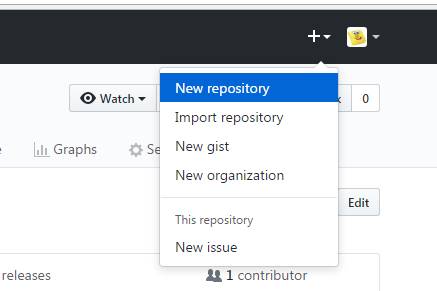 Watch
New repository
k 0
Import repository
Graphs
Se
New gist
New organization
Edit
This repository
New issue
releases
1 contributor